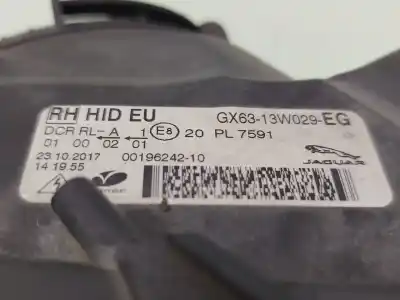 RH HID EU GX63-13W029-EG
DCR RL-A 1 E8 20 PL 7591
01 00 02 01
23.10.2017 00196242-10
14 19 55
JAGUAR